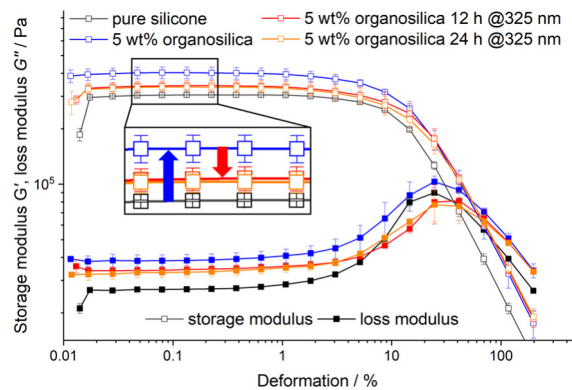 pure silicone
5 wt% organosilica 12 h @325 nm
5 wt% organosilica
5 wt% organosilica 24 h @325 nm
Storage modulus G', loss modulus G'' / Pa
10⁵
storage modulus
loss modulus
0.01 0.1 1 10 100
Deformation / %